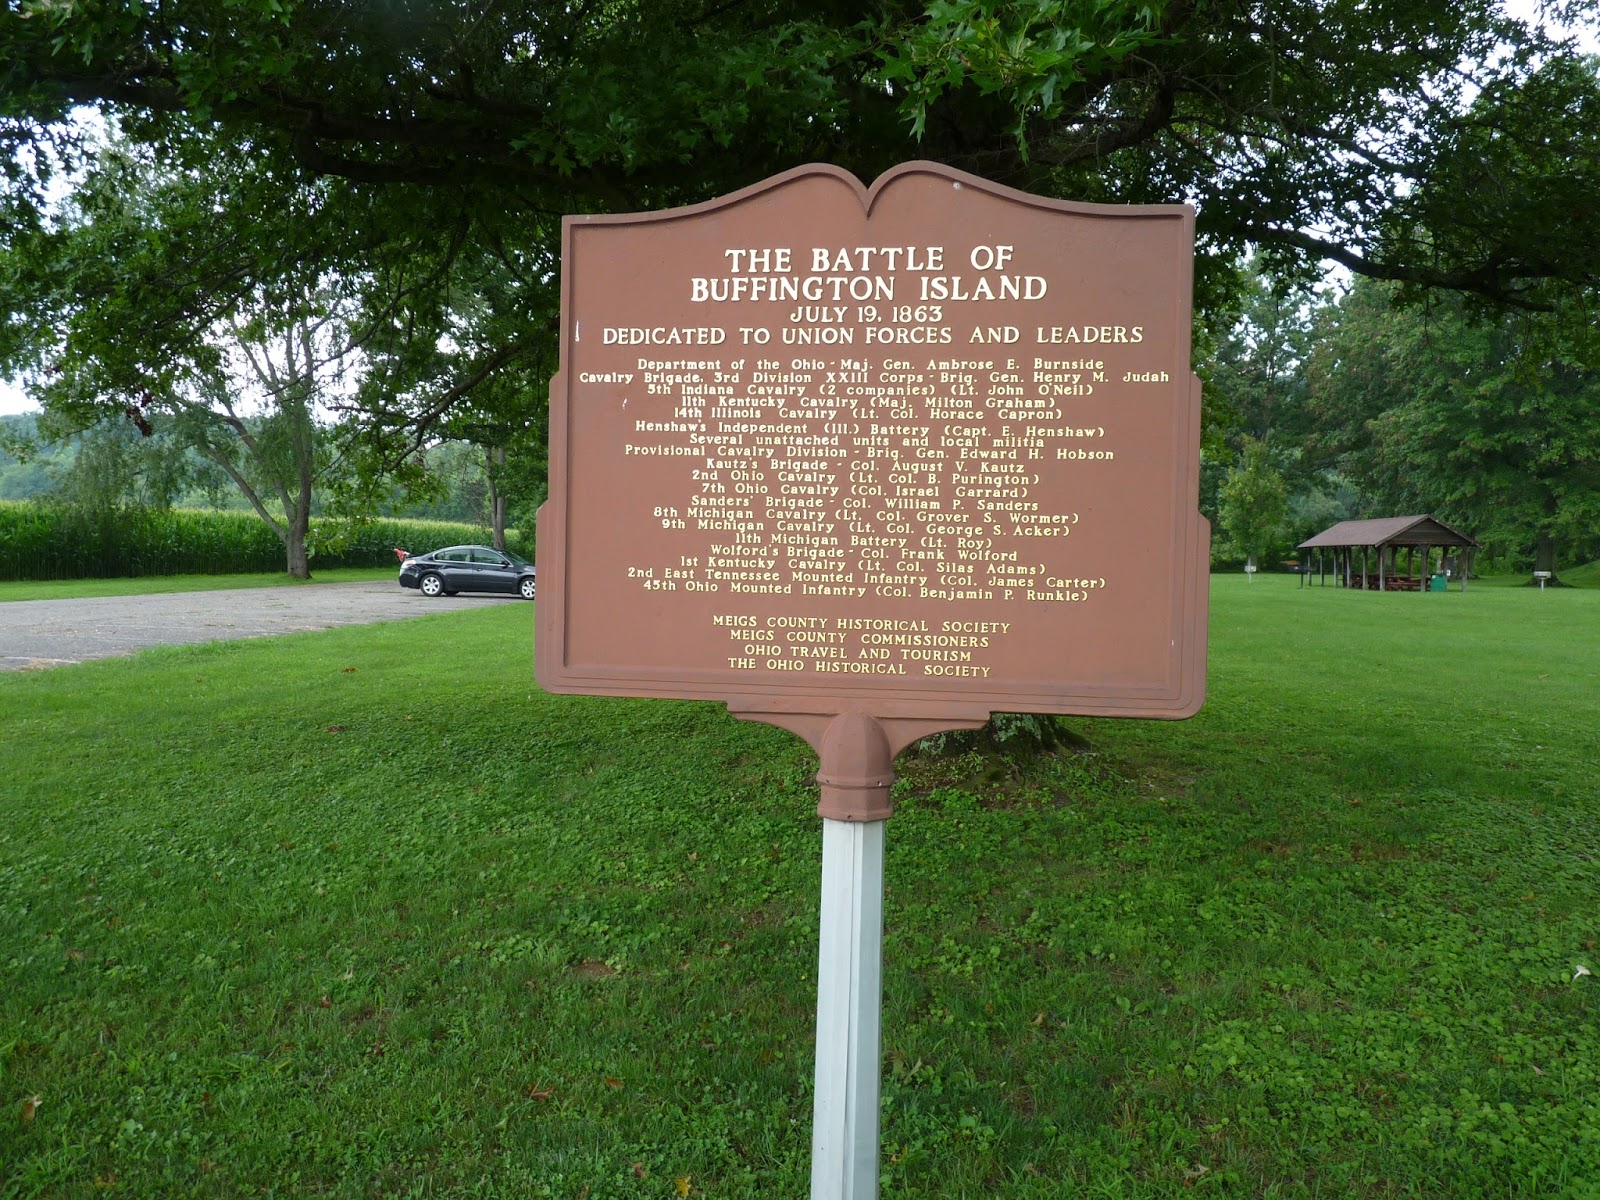 THE BATTLE OF
BUFFINGTON ISLAND
JULY 19, 1863
DEDICATED TO UNION FORCES AND LEADERS
Department of the Ohio - Maj. Gen. Ambrose E. Burnside
Cavalry Brigade, 3rd Division XXIII Corps - Brig. Gen. Henry M. Judah
5th Indiana Cavalry (2 companies) (Lt. John O'Neil)
11th Kentucky Cavalry (Maj. Milton Graham)
14th Illinois Cavalry (Lt. Col. Horace Capron)
Henshaw's Independent (Ill.) Battery (Capt. E. Henshaw)
Several unattached units and local militia
Provisional Cavalry Division - Brig. Gen. Edward H. Hobson
Kautz's Brigade - Col. August V. Kautz
2nd Ohio Cavalry (Lt. Col. B. Purington)
7th Ohio Cavalry (Col. Israel Garrard)
Sanders' Brigade - Col. William P. Sanders
8th Michigan Cavalry (Lt. Col. Grover S. Wormer)
9th Michigan Cavalry (Lt. Col. George S. Acker)
11th Michigan Battery (Lt. Roy)
Wolford's Brigade - Col. Frank Wolford
1st Kentucky Cavalry (Lt. Col. Silas Adams)
2nd East Tennessee Mounted Infantry (Col. James Carter)
45th Ohio Mounted Infantry (Col. Benjamin P. Runkle)
MEIGS COUNTY HISTORICAL SOCIETY
MEIGS COUNTY COMMISSIONERS
OHIO TRAVEL AND TOURISM
THE OHIO HISTORICAL SOCIETY